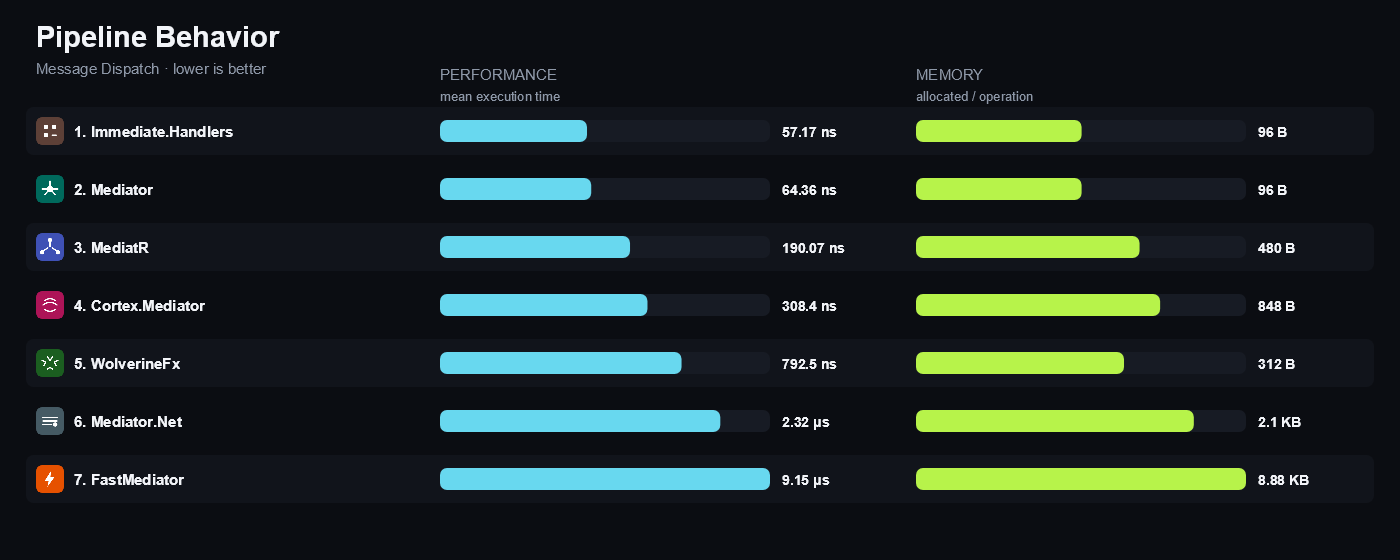 Pipeline Behavior
Message Dispatch · lower is better
PERFORMANCE
mean execution time
MEMORY
allocated / operation
1. Immediate.Handlers 57.17 ns 96 B
2. Mediator 64.36 ns 96 B
3. MediatR 190.07 ns 480 B
4. Cortex.Mediator 308.4 ns 848 B
5. WolverineFx 792.5 ns 312 B
6. Mediator.Net 2.32 µs 2.1 KB
7. FastMediator 9.15 µs 8.88 KB